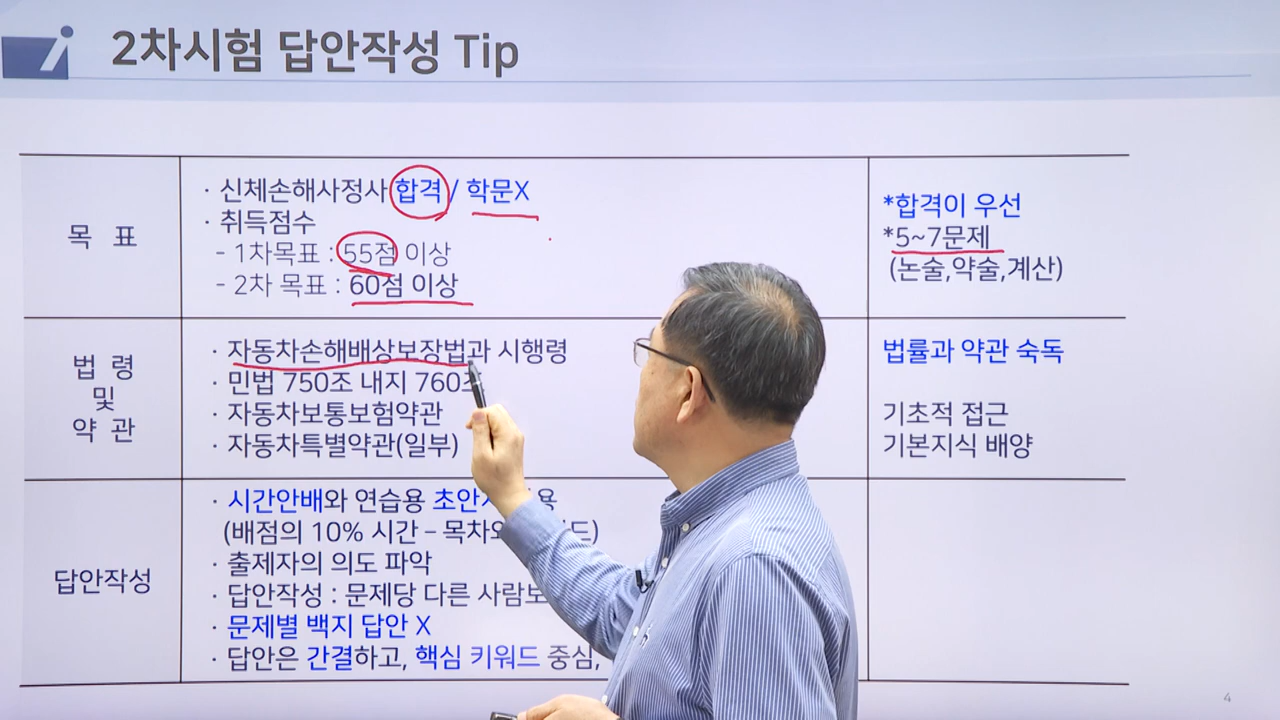 2차시험 답안작성 Tip
목 표
· 신체손해사정사 합격 / 학문X
· 취득점수
- 1차목표 : 55점 이상
- 2차 목표 : 60점 이상
*합격이 우선
*5~7문제
(논술,약술,계산)
법 령
및
약 관
· 자동차손해배상보장법과 시행령
· 민법 750조 내지 760조
· 자동차보통보험약관
· 자동차특별약관(일부)
법률과 약관 숙독
기초적 접근
기본지식 배양
답안작성
· 시간안배와 연습용
(배점의 10% 시간 – 목차와
· 출제자의 의도 파악
· 답안작성 : 문제당 다른
· 문제별 백지 답안 X
· 답안은 간결하고, 핵심 키워드 중심,
4